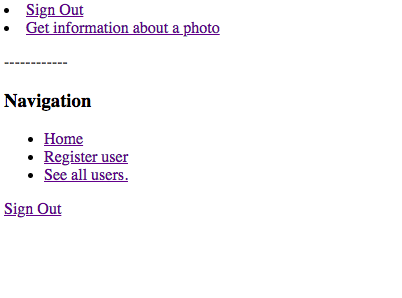 Sign Out
Get information about a photo
------------
Navigation
Home
Register user
See all users.
Sign Out